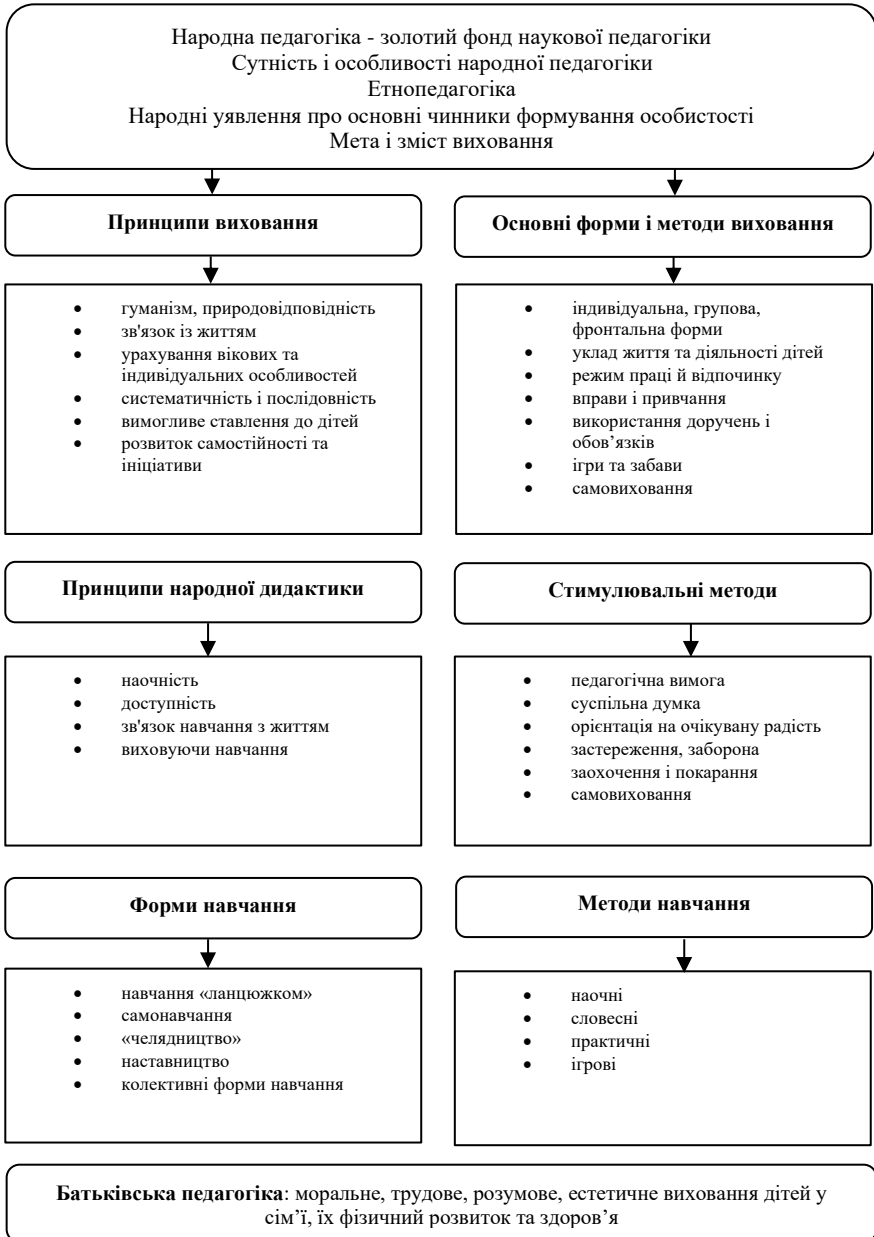 Народна педагогіка - золотий фонд наукової педагогіки
Сутність і особливості народної педагогіки
Етнопедагогіка
Народні уявлення про основні чинники формування особистості
Мета і зміст виховання
Принципи виховання
• гуманізм, природовідповідність
• зв'язок із життям
• урахування вікових та
індивідуальних особливостей
• систематичність і послідовність
• вимогливе ставлення до дітей
• розвиток самостійності та
ініціативи
Основні форми і методи виховання
• індивідуальна, групова,
фронтальна форми
• уклад життя та діяльності дітей
• режим праці й відпочинку
• вправи і привчання
• використання доручень і
обов’язків
• ігри та забави
• самовиховання
Принципи народної дидактики
• наочність
• доступність
• зв'язок навчання з життям
• виховуючи навчання
Стимулювальні методи
• педагогічна вимога
• суспільна думка
• орієнтація на очікувану радість
• застереження, заборона
• заохочення і покарання
• самовиховання
Форми навчання
• навчання «ланцюжком»
• самонавчання
• «челядництво»
• наставництво
• колективні форми навчання
Методи навчання
• наочні
• словесні
• практичні
• ігрові
Батьківська педагогіка: моральне, трудове, розумове, естетичне виховання дітей у
сім’ї, їх фізичний розвиток та здоров’я